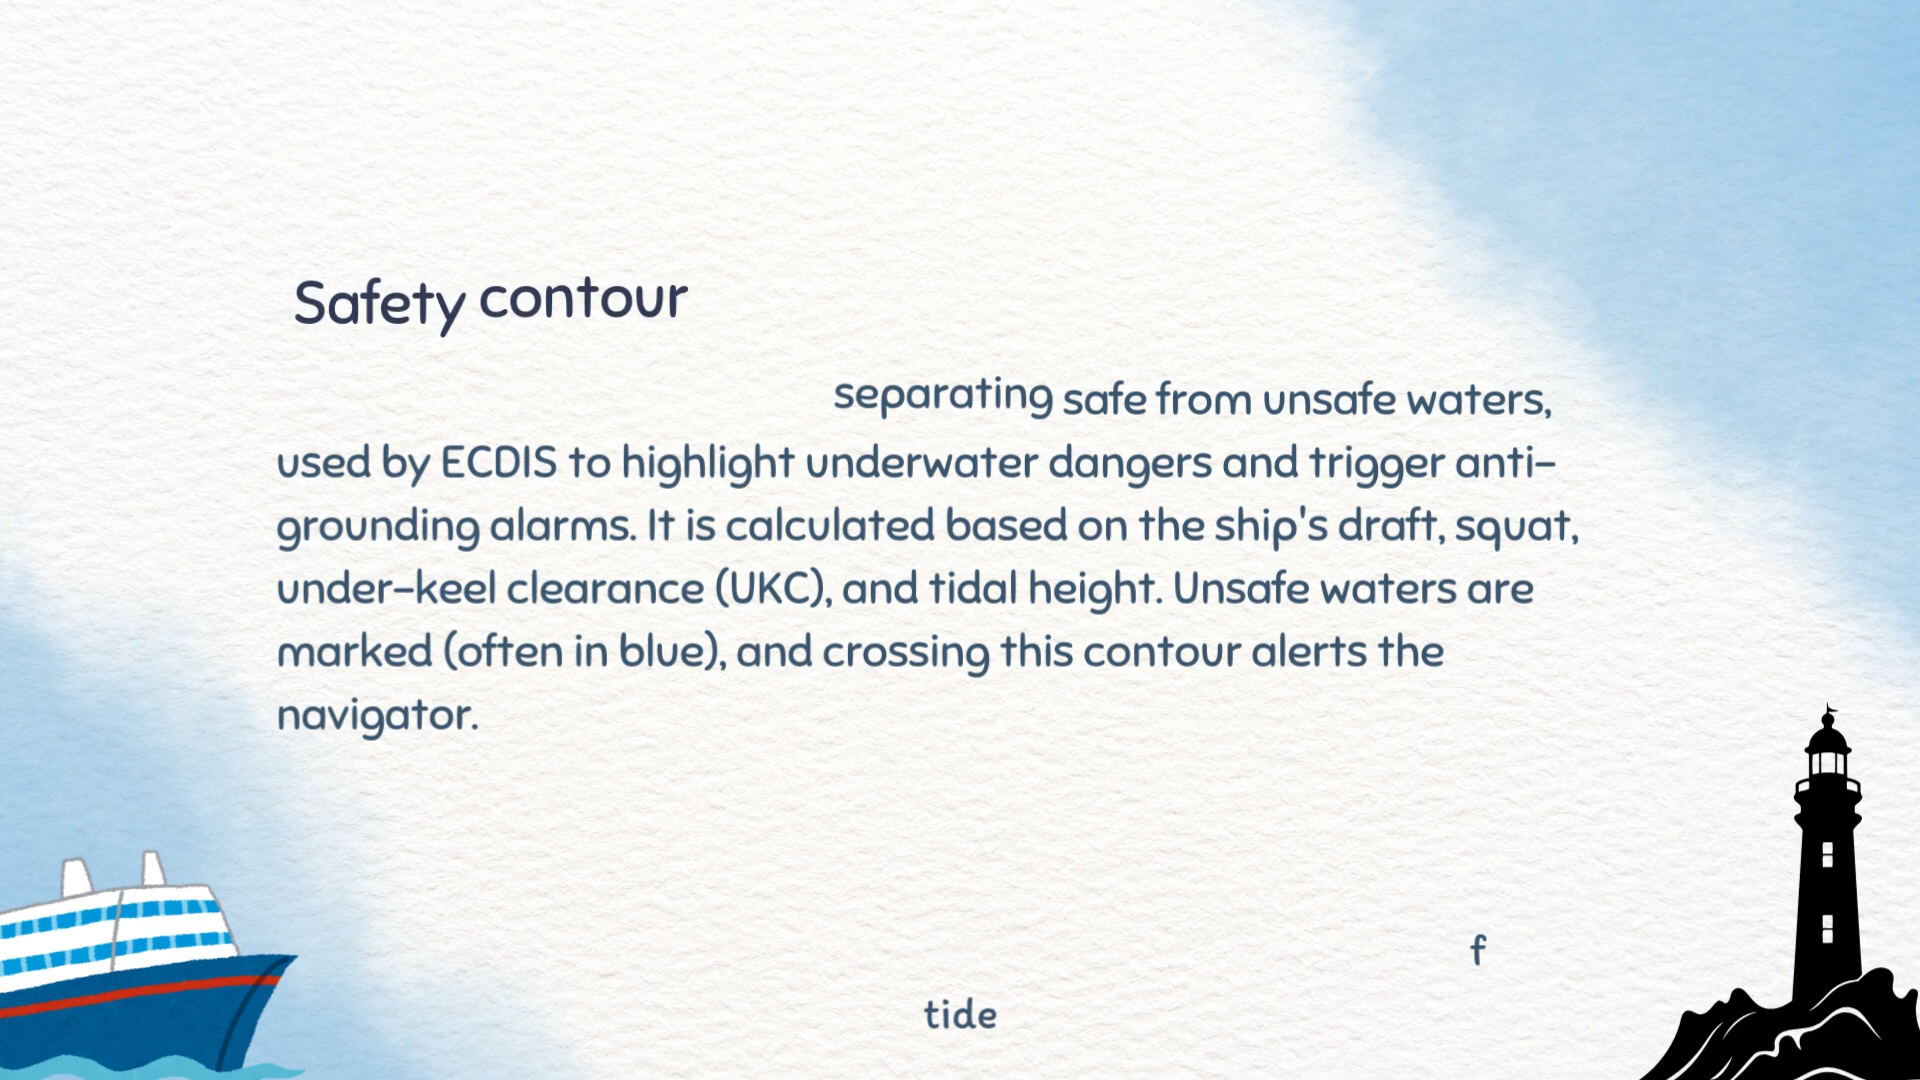 Safety contour
separating safe from unsafe waters,
used by ECDIS to highlight underwater dangers and trigger anti-
grounding alarms. It is calculated based on the ship's draft, squat,
under-keel clearance (UKC), and tidal height. Unsafe waters are
marked (often in blue), and crossing this contour alerts the
navigator.
f
tide